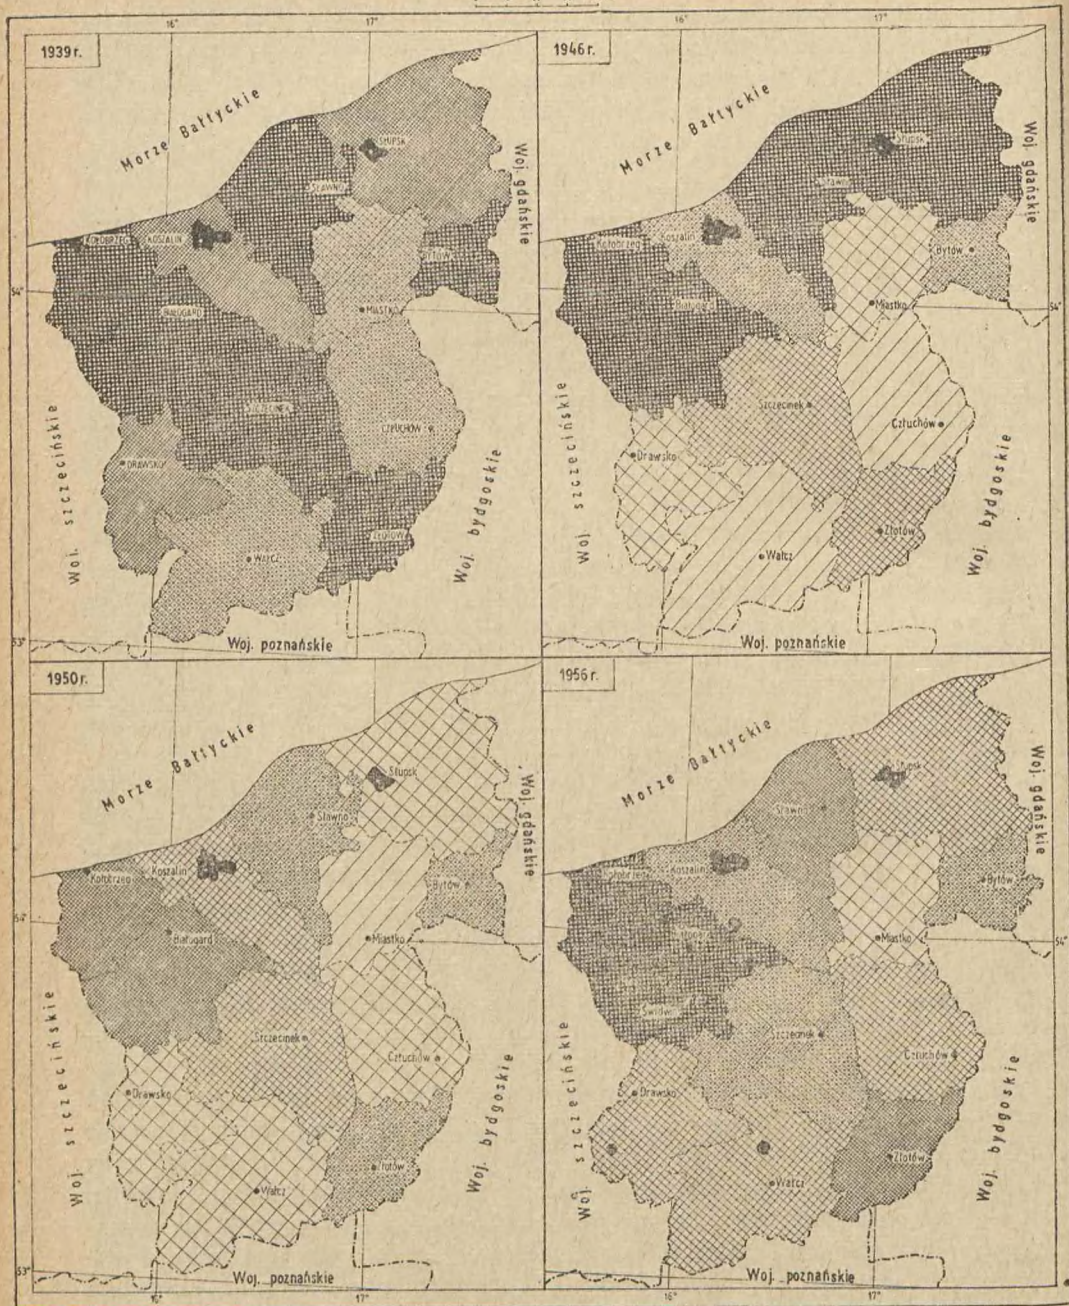 16°
17°
1939 r.
Morze Bałtyckie
SŁUPSK
SŁAWNO
Woj. gdańskie
KOŁOBRZEG
KOSZALIN
54°
BIAŁOGARD
MIASTKO
SZCZECINEK
CZŁUCHÓW
DRAWSKO
Woj. szczecińskie
WAŁCZ
ZŁOTÓW
Woj. bydgoskie
53°
Woj. poznańskie
16°
17°
1946 r.
Morze Bałtyckie
Słupsk
Woj. gdańskie
Kołobrzeg
Koszalin
Bytów
Białogard
Miastko
54°
Szczecinek
Człuchów
Drawsko
Woj. szczecińskie
Wałcz
Złotów
Woj. bydgoskie
Woj. poznańskie
1950 r.
Morze Bałtyckie
Słupsk
Sławno
Woj. gdańskie
Kołobrzeg
Koszalin
Bytów
54°
Białogard
Miastko
Szczecinek
Człuchów
Drawsko
Woj. szczecińskie
Wałcz
Złotów
Woj. bydgoskie
53°
Woj. poznańskie
16°
17°
1956 r.
Morze Bałtyckie
Słupsk
Sławno
Woj. gdańskie
Kołobrzeg
Koszalin
Bytów
Białogard
Miastko
54°
Szczecinek
Człuchów
Drawsko
Woj. szczecińskie
Wałcz
Złotów
Woj. bydgoskie
Woj. poznańskie
16°
17°